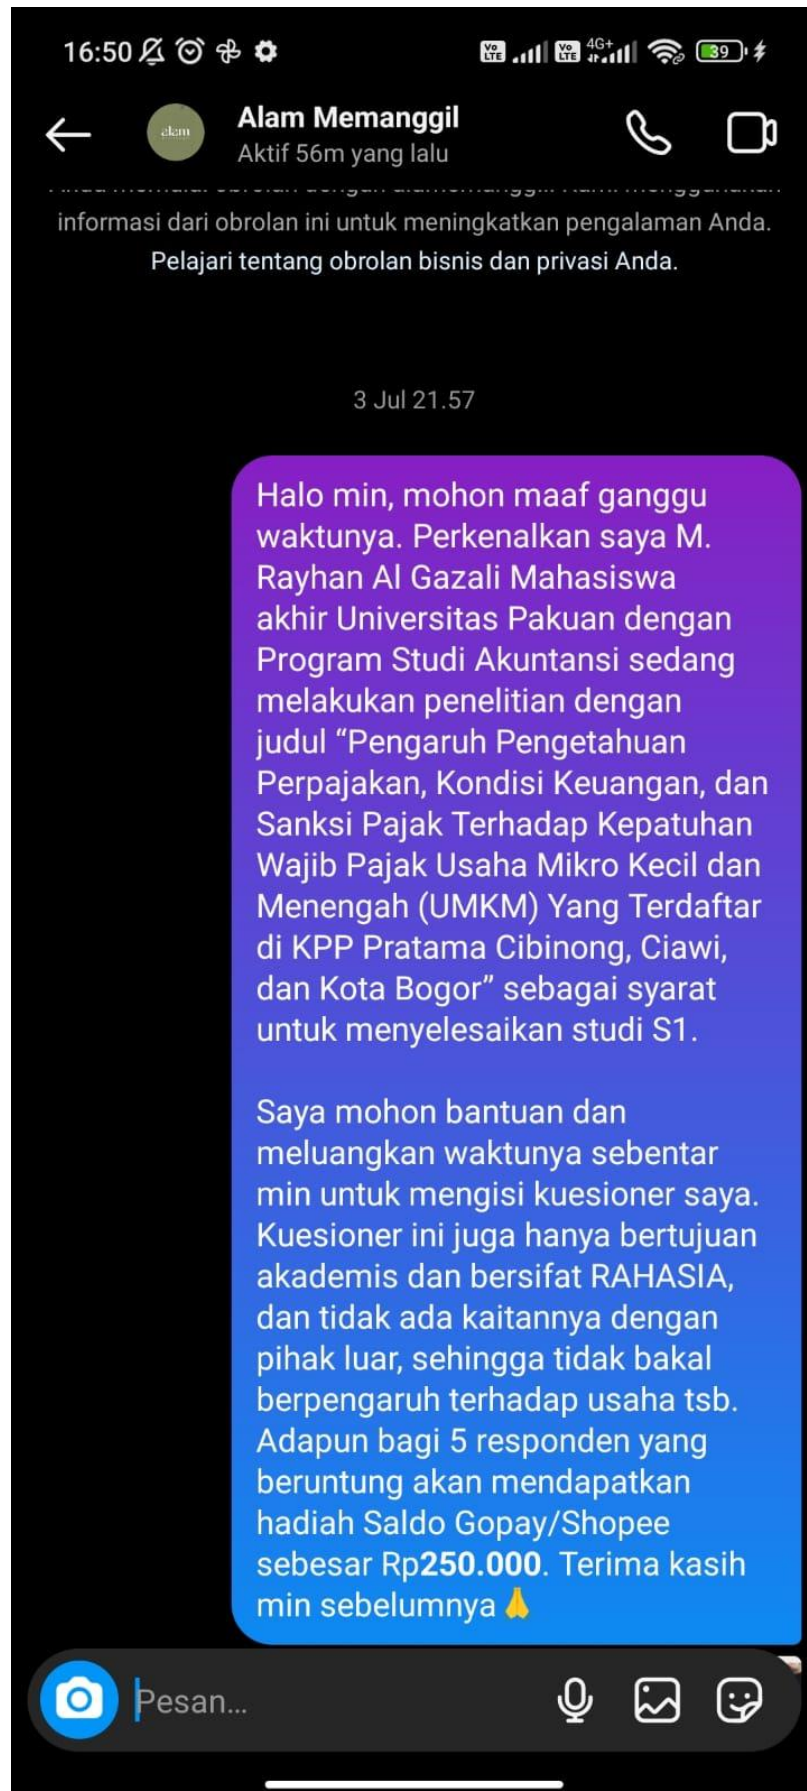 16:50
Vo LTE Vo LTE 4G+ 39
alam
Alam Memanggil
Aktif 56m yang lalu
informasi dari obrolan ini untuk meningkatkan pengalaman Anda.
Pelajari tentang obrolan bisnis dan privasi Anda.
3 Jul 21.57
Halo min, mohon maaf ganggu
waktunya. Perkenalkan saya M.
Rayhan Al Gazali Mahasiswa
akhir Universitas Pakuan dengan
Program Studi Akuntansi sedang
melakukan penelitian dengan
judul “Pengaruh Pengetahuan
Perpajakan, Kondisi Keuangan, dan
Sanksi Pajak Terhadap Kepatuhan
Wajib Pajak Usaha Mikro Kecil dan
Menengah (UMKM) Yang Terdaftar
di KPP Pratama Cibinong, Ciawi,
dan Kota Bogor” sebagai syarat
untuk menyelesaikan studi S1.
Saya mohon bantuan dan
meluangkan waktunya sebentar
min untuk mengisi kuesioner saya.
Kuesioner ini juga hanya bertujuan
akademis dan bersifat RAHASIA,
dan tidak ada kaitannya dengan
pihak luar, sehingga tidak bakal
berpengaruh terhadap usaha tsb.
Adapun bagi 5 responden yang
beruntung akan mendapatkan
hadiah Saldo Gopay/Shopee
sebesar Rp250.000. Terima kasih
min sebelumnya 🙏
Pesan...